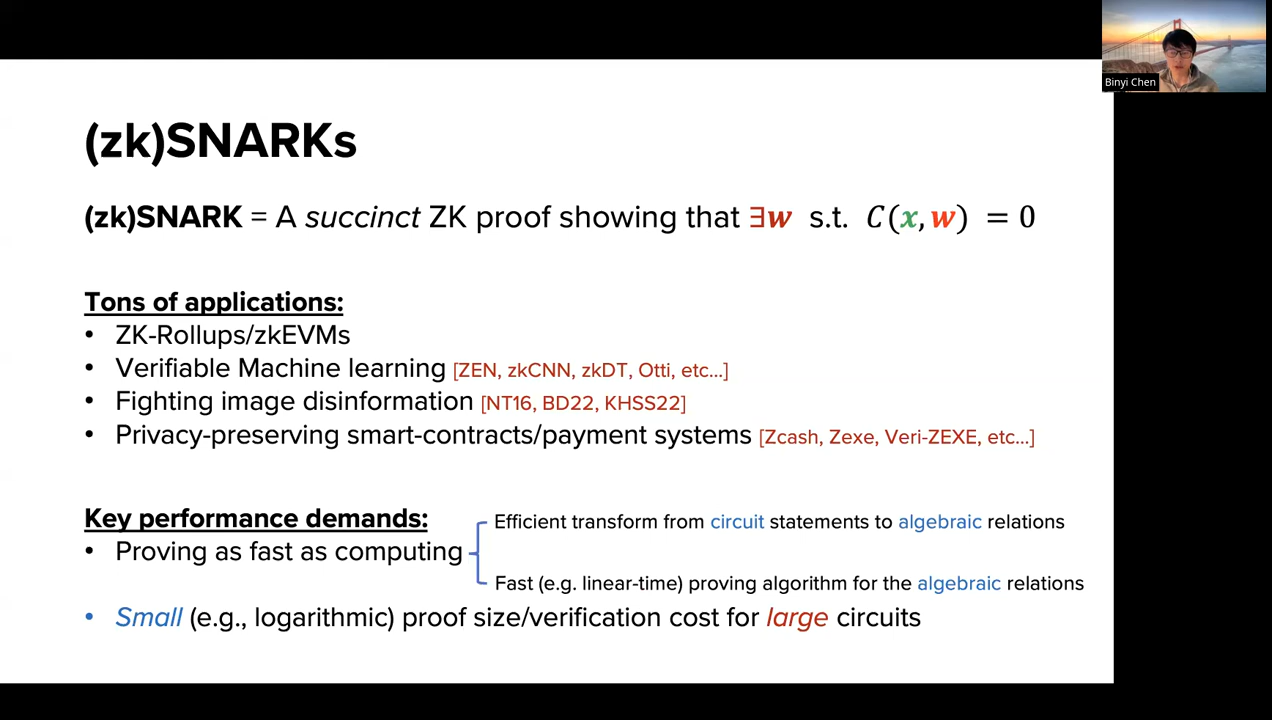 Binyi Chen
(zk)SNARKs
(zk)SNARK = A succinct ZK proof showing that ∃w s.t. C(x, w) = 0
Tons of applications:
• ZK-Rollups/zkEVMs
• Verifiable Machine learning [ZEN, zkCNN, zkDT, Otti, etc...]
• Fighting image disinformation [NT16, BD22, KHSS22]
• Privacy-preserving smart-contracts/payment systems [Zcash, Zexe, Veri-ZEXE, etc...]
Key performance demands:
• Proving as fast as computing
Efficient transform from circuit statements to algebraic relations
Fast (e.g. linear-time) proving algorithm for the algebraic relations
• Small (e.g., logarithmic) proof size/verification cost for large circuits